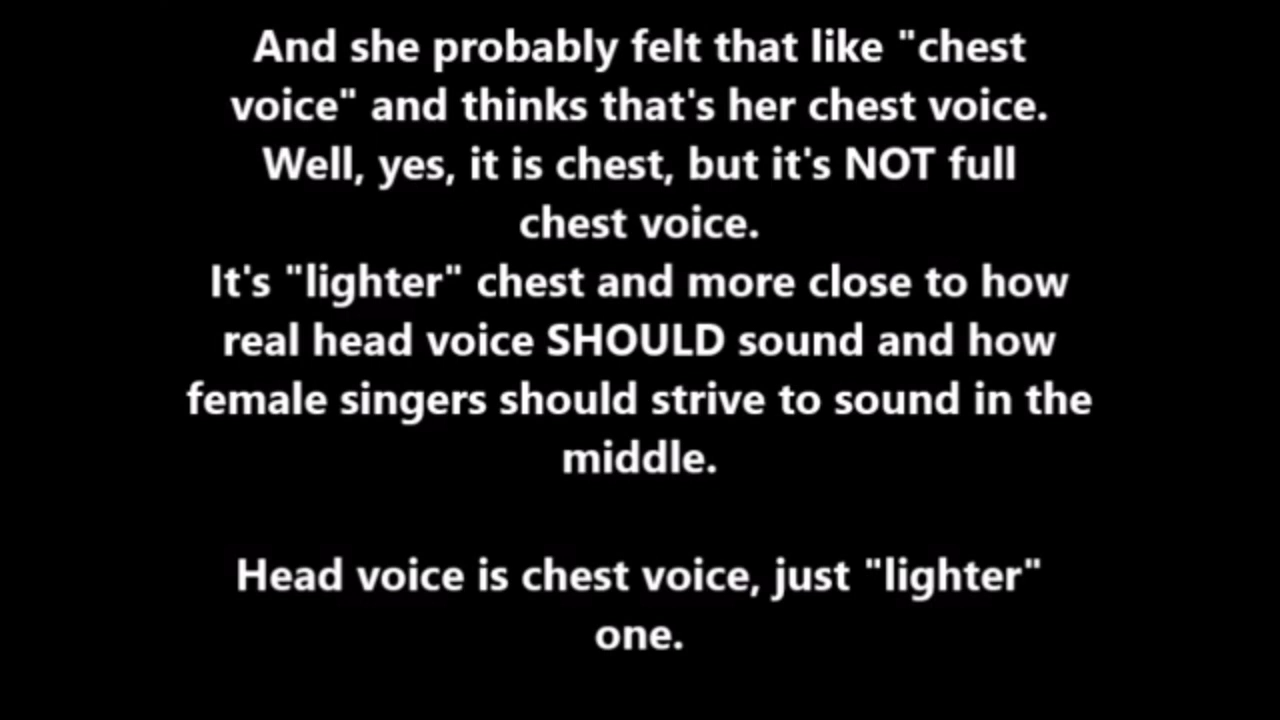 And she probably felt that like "chest
voice" and thinks that's her chest voice.
Well, yes, it is chest, but it's NOT full
chest voice.
It's "lighter" chest and more close to how
real head voice SHOULD sound and how
female singers should strive to sound in the
middle.
Head voice is chest voice, just "lighter"
one.